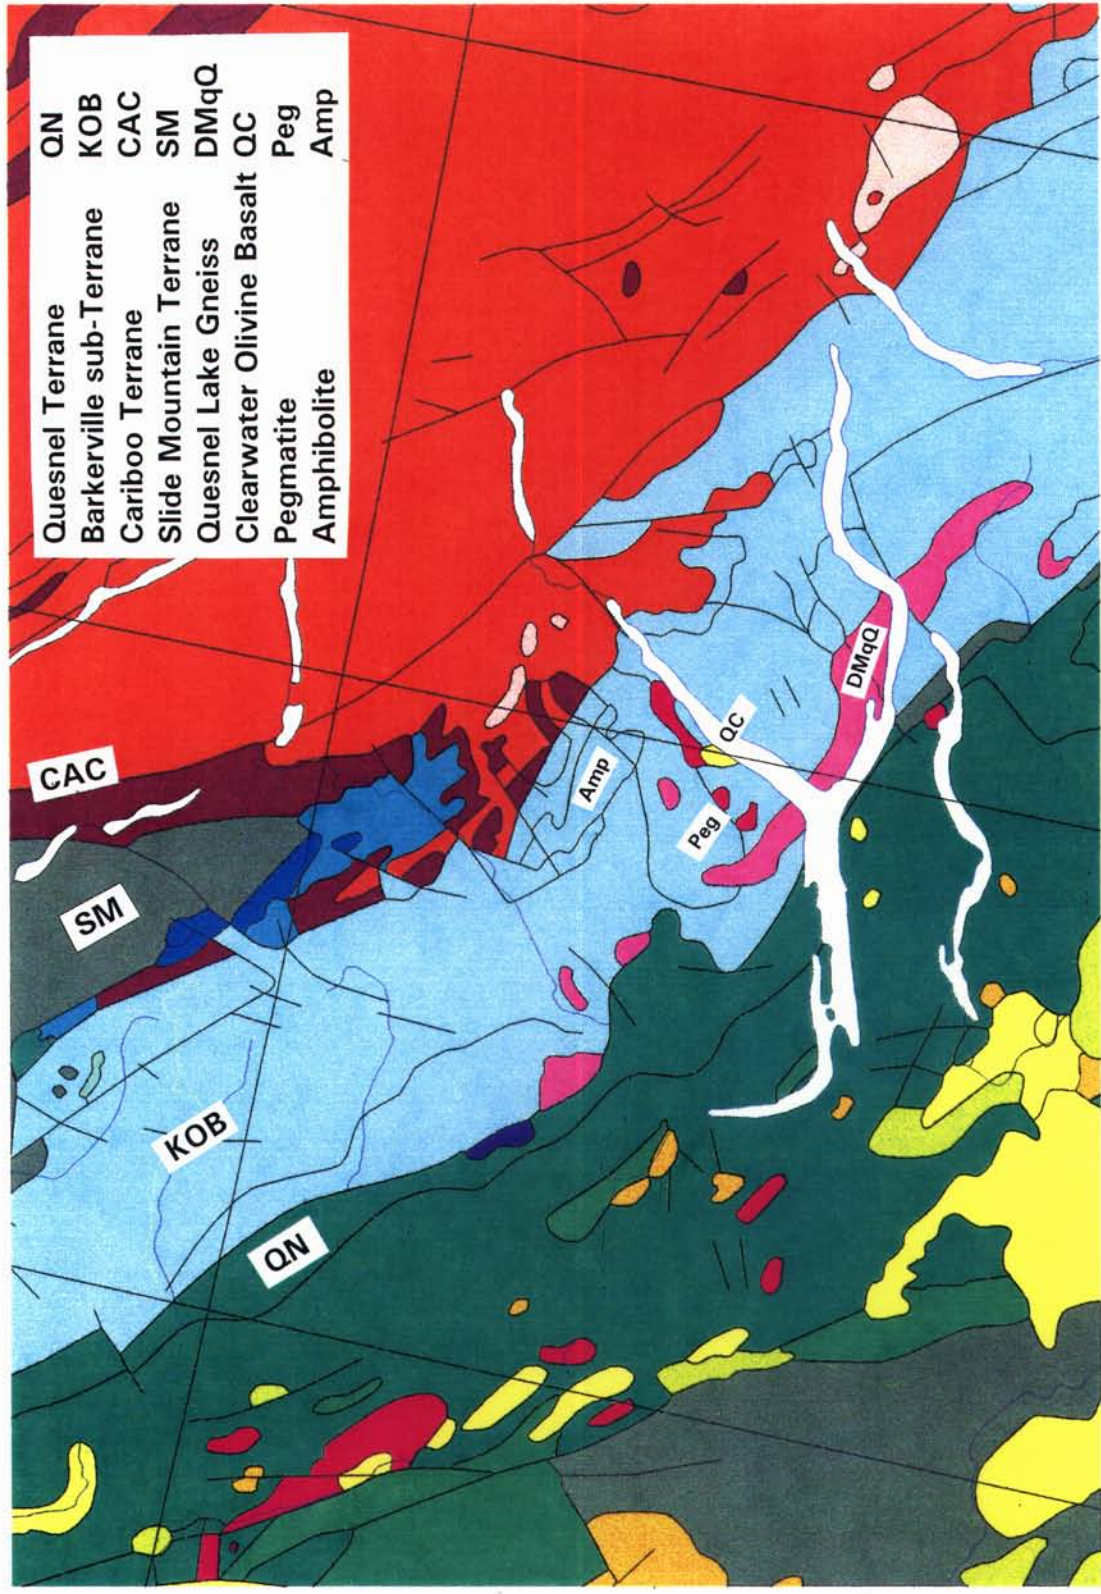 Quesnel Terrane QN
Barkerville sub-Terrane KOB
Cariboo Terrane CAC
Slide Mountain Terrane SM
Quesnel Lake Gneiss DMqQ
Clearwater Olivine Basalt QC
Pegmatite Peg
Amphibolite Amp
CAC
SM
KOB
QN
Amp
Peg
QC
DMqQ